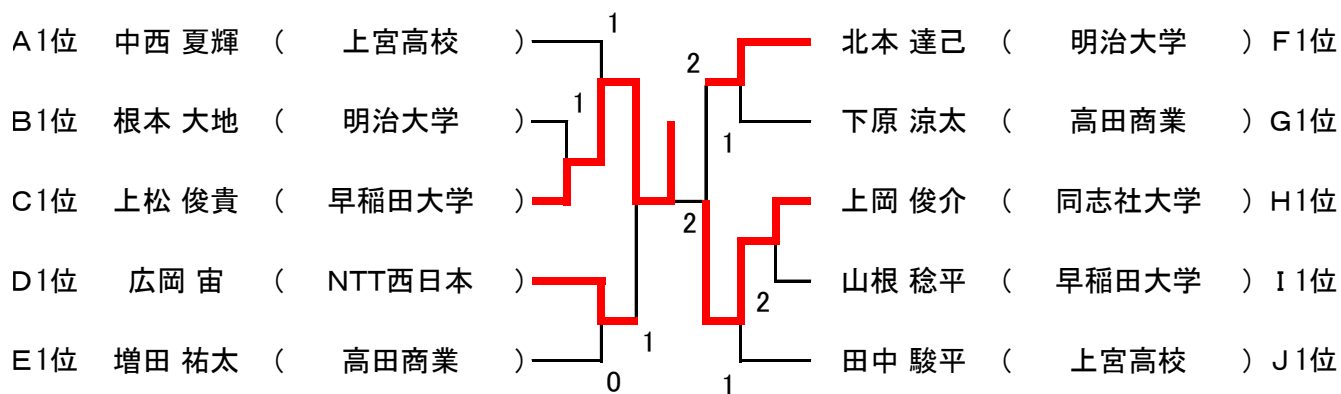 1
A1位 中西 夏輝 ( 上宮高校 ) 北本 達己 ( 明治大学 ) F1位
2
1
B1位 根本 大地 ( 明治大学 ) 下原 涼太 ( 高田商業 ) G1位
1
C1位 上松 俊貴 ( 早稲田大学 ) 上岡 俊介 ( 同志社大学 ) H1位
2
D1位 広岡 宙 ( NTT西日本 ) 山根 稔平 ( 早稲田大学 ) I1位
2
1
E1位 増田 祐太 ( 高田商業 ) 田中 駿平 ( 上宮高校 ) J1位
0 1